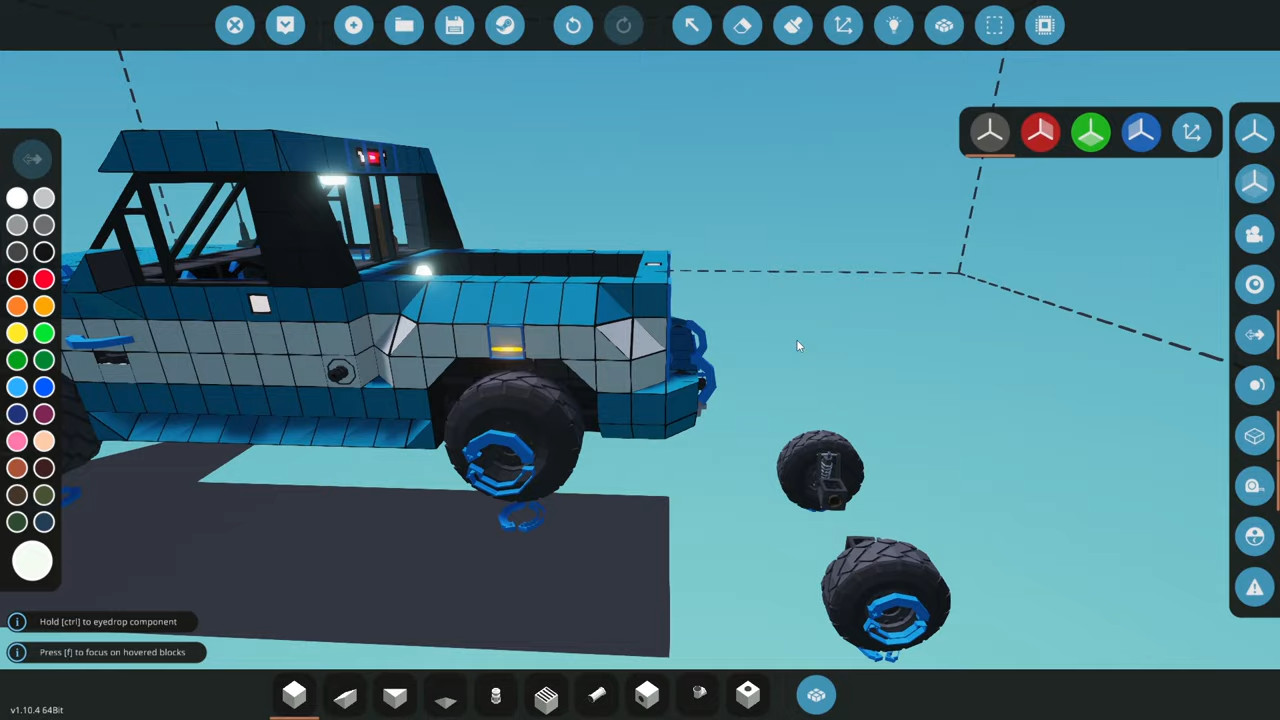 Hold [ctrl] to eyedrop component
Press [f] to focus on hovered blocks
v1.10.4 64Bit